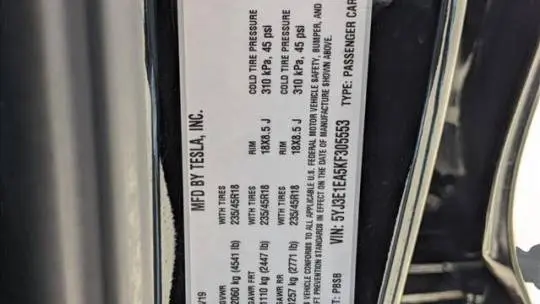 V/19 MFD BY TESLA, INC.
GVWR WITH TIRES RIM COLD TIRE PRESSURE
2060 kg (4541 lb) 235/45R18 18X8.5 J 310 kPa, 45 psi
GAWR FRT WITH TIRES RIM COLD TIRE PRESSURE
1110 kg (2447 lb) 235/45R18 18X8.5 J 310 kPa, 45 psi
GAWR RR WITH TIRES
1257 kg (2771 lb) 235/45R18
VEHICLE CONFORMS TO ALL APPLICABLE U.S. FEDERAL MOTOR VEHICLE SAFETY, BUMPER, AND
FT PREVENTION STANDARDS IN EFFECT ON THE DATE OF MANUFACTURE SHOWN ABOVE.
T: PBSB VIN: 5YJ3E1EA5KF305553 TYPE: PASSENGER CAR